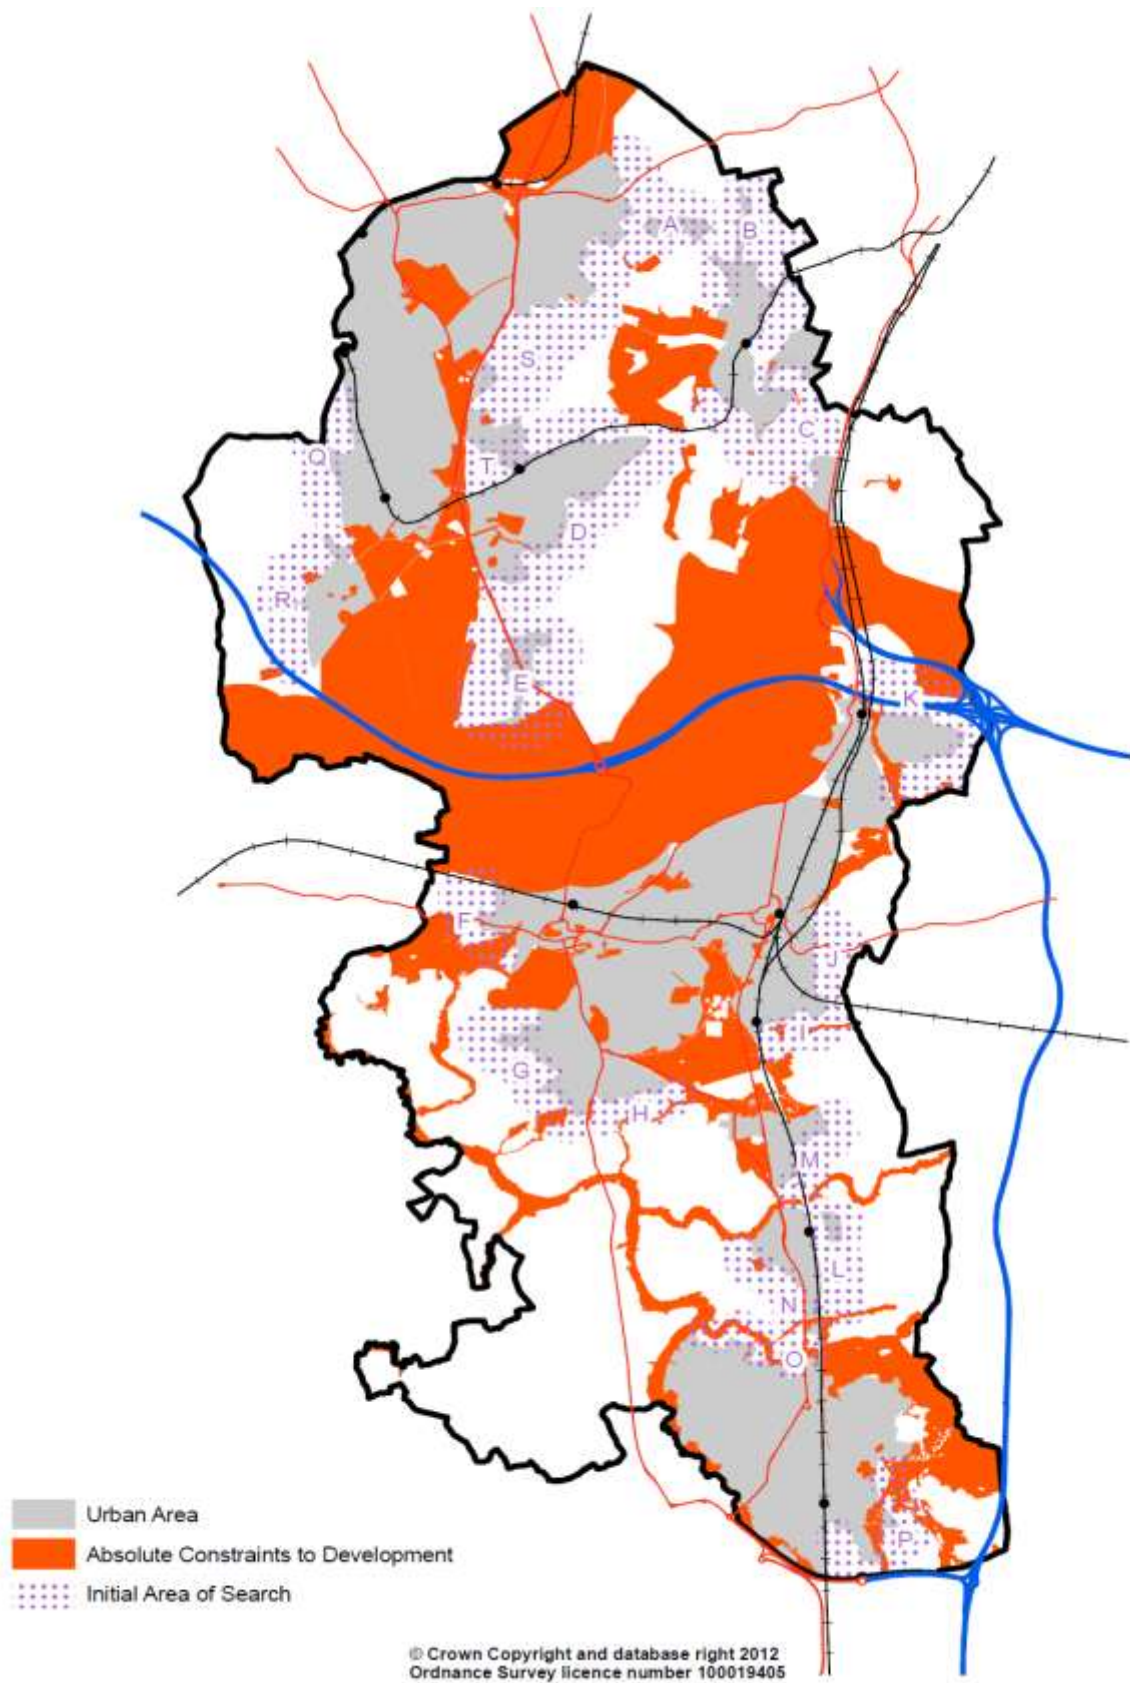 A
B
S
C
T
Q
D
R
E
K
F
J
I
G
H
M
L
N
O
P
Urban Area
Absolute Constraints to Development
Initial Area of Search
© Crown Copyright and database right 2012
Ordnance Survey licence number 100019405